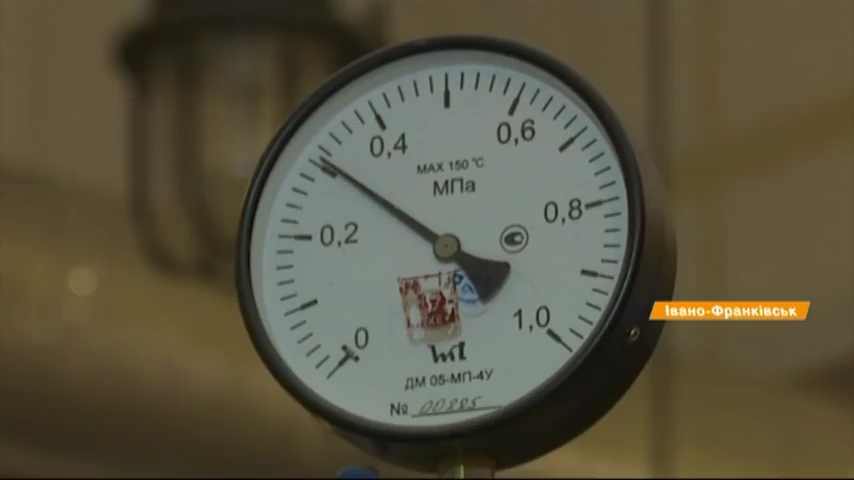 0,4
0,6
MAX 150 °C
МПа
0,2
0,8
1,0
0
ДМ 05-МП-4У
№ 00885
Івано-Франківськ